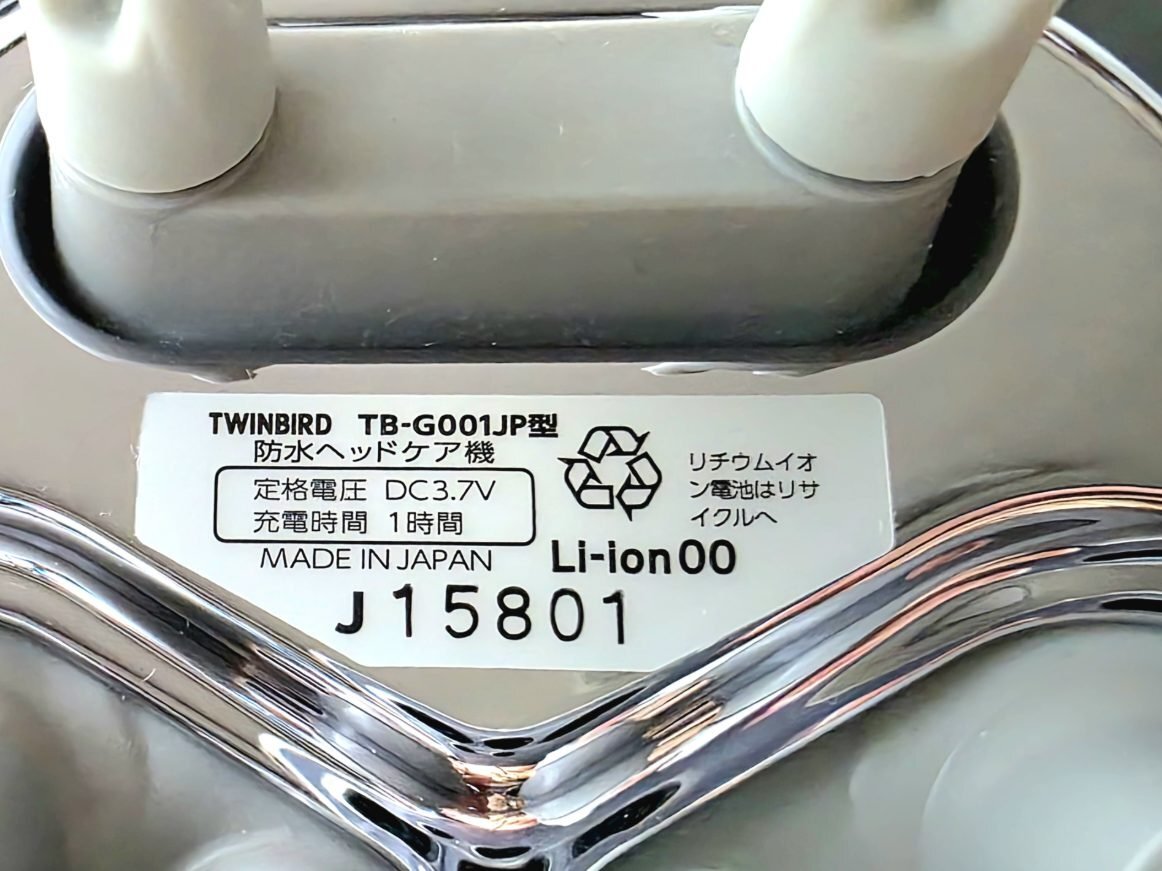 TWINBIRD TB-G001JP型
防水ヘッドケア機
定格電圧 DC3.7V
充電時間 1時間
MADE IN JAPAN
リチウムイオ
ン電池はリサ
イクルへ
Li-ion00
J15801